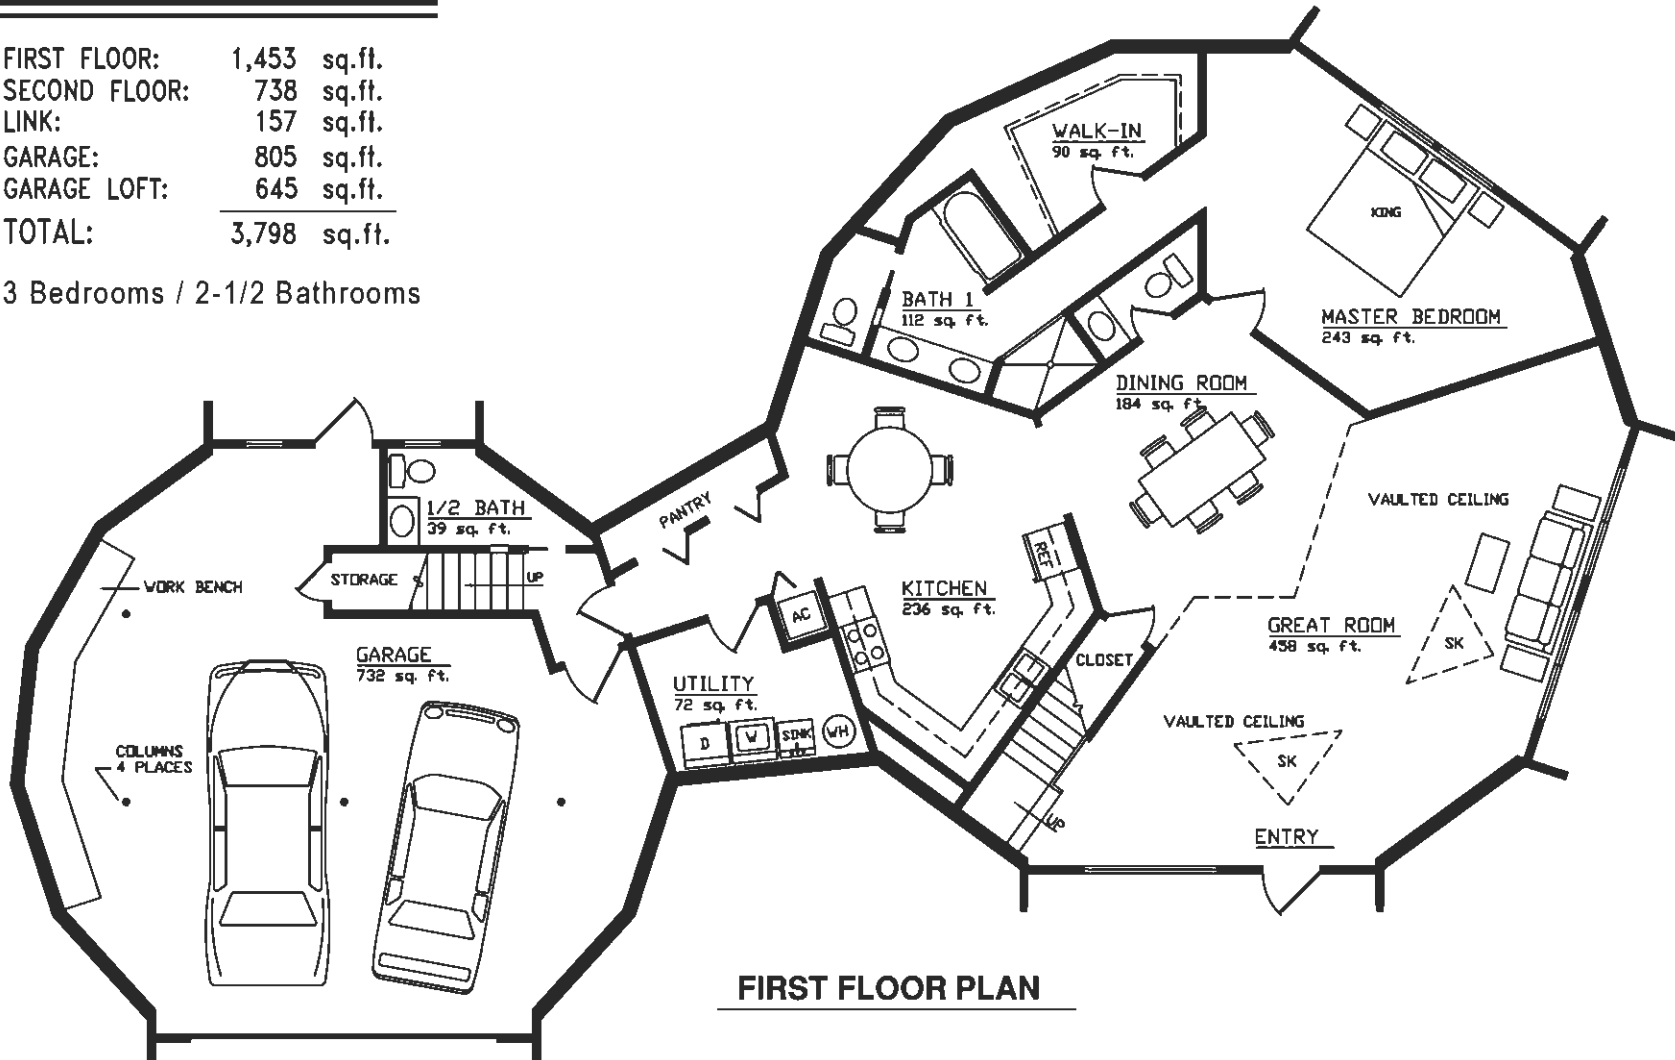 FIRST FLOOR: 1,453 sq.ft.
SECOND FLOOR: 738 sq.ft.
LINK: 157 sq.ft.
GARAGE: 805 sq.ft.
GARAGE LOFT: 645 sq.ft.
TOTAL: 3,798 sq.ft.
3 Bedrooms / 2-1/2 Bathrooms
WALK-IN
90 sq. ft.
KING
BATH 1
112 sq. ft.
MASTER BEDROOM
243 sq. ft.
DINING ROOM
184 sq. ft.
PANTRY
VAULTED CEILING
1/2 BATH
39 sq. ft.
REF
STORAGE
UP
WORK BENCH
KITCHEN
236 sq. ft.
AC
GREAT ROOM
458 sq. ft.
SK
GARAGE
732 sq. ft.
CLOSET
UTILITY
72 sq. ft.
VAULTED CEILING
D
W
SINK
WH
COLUMNS
4 PLACES
SK
UP
ENTRY
FIRST FLOOR PLAN